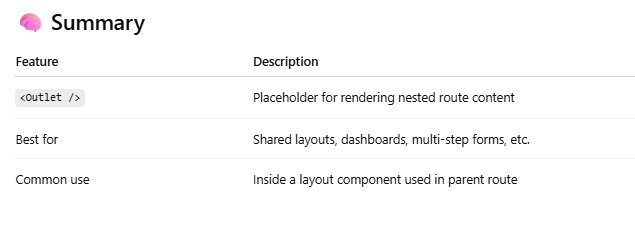 Summary
Feature Description
<Outlet /> Placeholder for rendering nested route content
Best for Shared layouts, dashboards, multi-step forms, etc.
Common use Inside a layout component used in parent route